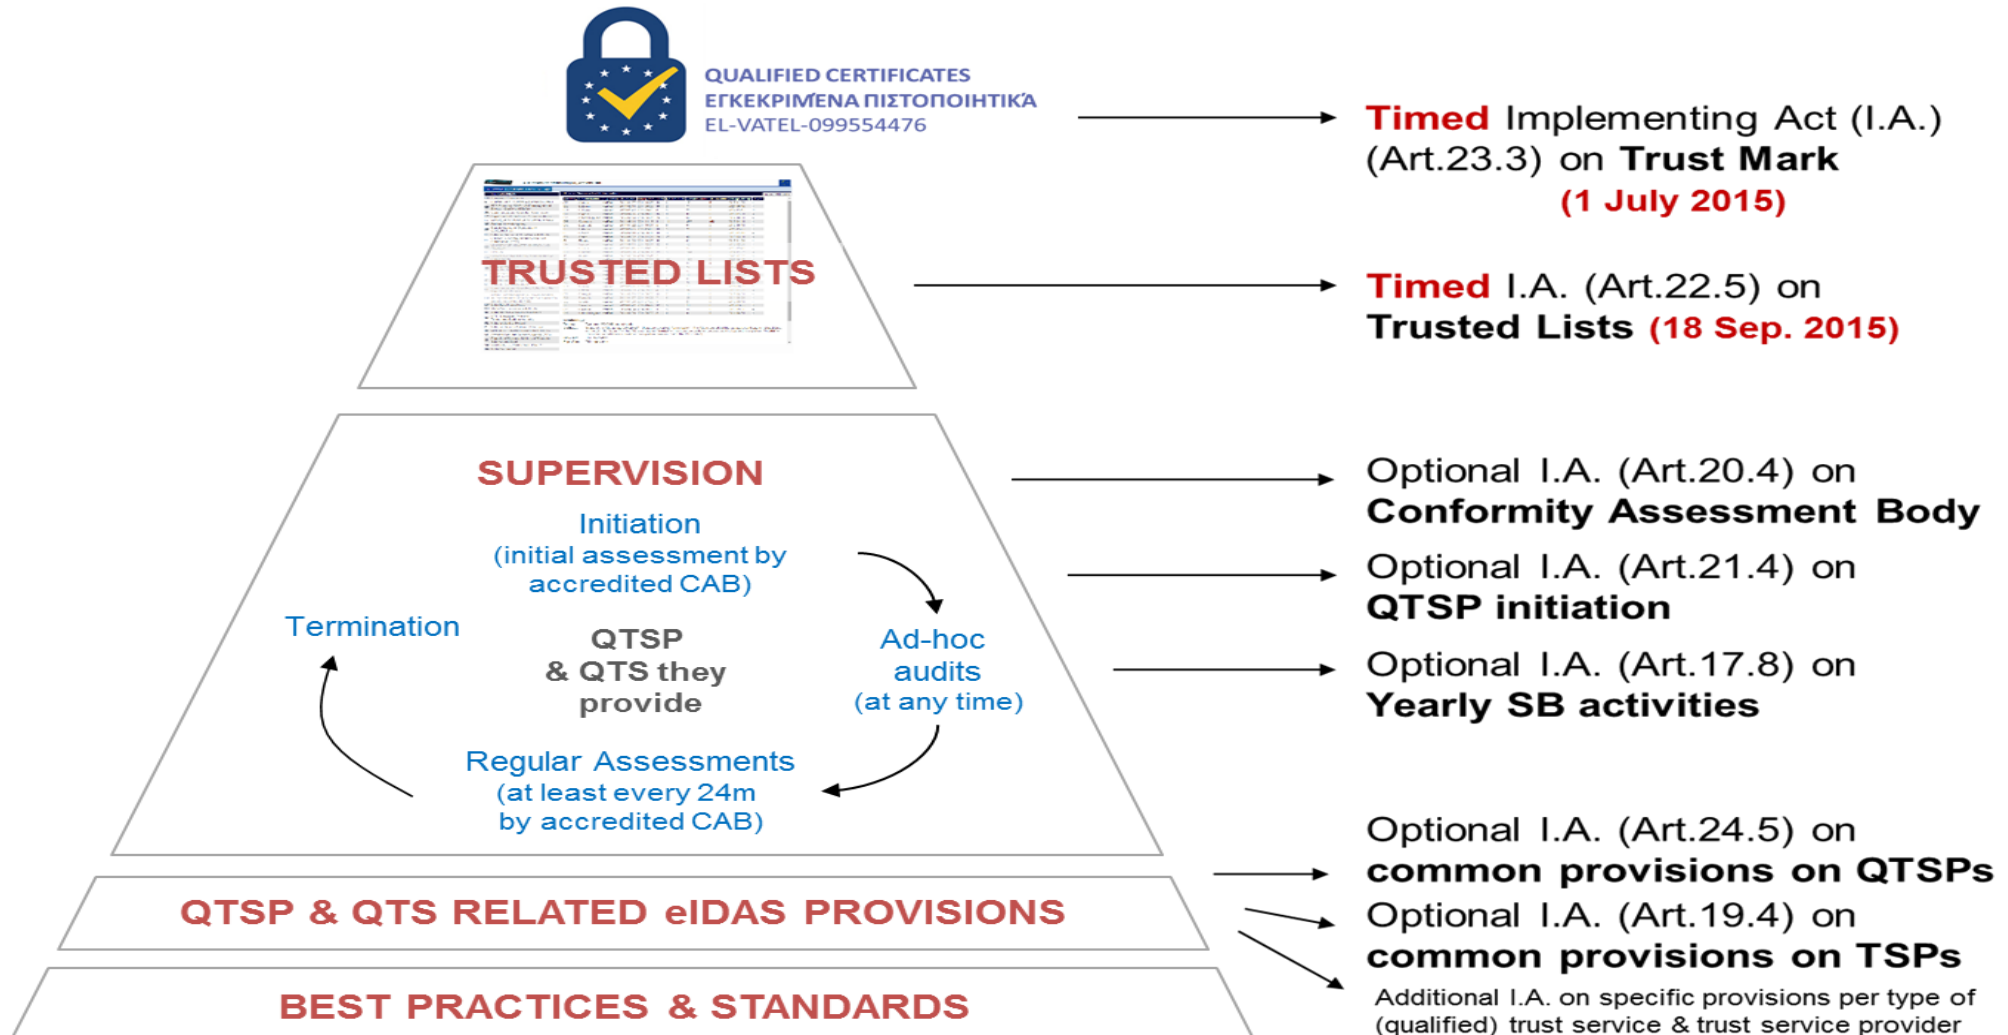 QUALIFIED CERTIFICATES
ΕΓΚΕΚΡΙΜΈΝΑ ΠΙΣΤΟΠΟΙΗΤΙΚΆ
EL-VATEL-099554476
Timed Implementing Act (I.A.)
(Art.23.3) on Trust Mark
(1 July 2015)
TRUSTED LISTS
Timed I.A. (Art.22.5) on
Trusted Lists (18 Sep. 2015)
SUPERVISION
Initiation
(initial assessment by
accredited CAB)
Termination
QTSP
& QTS they
provide
Ad-hoc
audits
(at any time)
Regular Assessments
(at least every 24m
by accredited CAB)
Optional I.A. (Art.20.4) on
Conformity Assessment Body
Optional I.A. (Art.21.4) on
QTSP initiation
Optional I.A. (Art.17.8) on
Yearly SB activities
QTSP & QTS RELATED eIDAS PROVISIONS
Optional I.A. (Art.24.5) on
common provisions on QTSPs
Optional I.A. (Art.19.4) on
common provisions on TSPs
Additional I.A. on specific provisions per type of
(qualified) trust service & trust service provider
BEST PRACTICES & STANDARDS